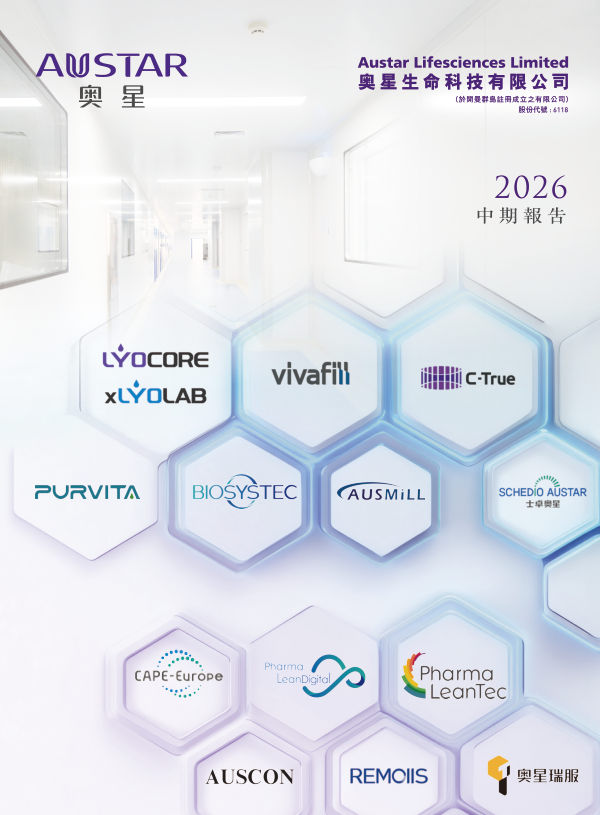 AUSTAR
奥星
Austar Lifesciences Limited
奧星生命科技有限公司
(於開曼群島註冊成立之有限公司)
股份代號 : 6118
2026
中期報告
LYOCORE
xLYOLAB
vivafill
C-True
PURVITA
BIOSYSTEC
AUSMILL
SCHEDIO AUSTAR
士卓奥星
CAPE-Europe
Pharma
LeanDigital
Pharma
LeanTec
AUSCON
REMOIIS
奥星瑞服